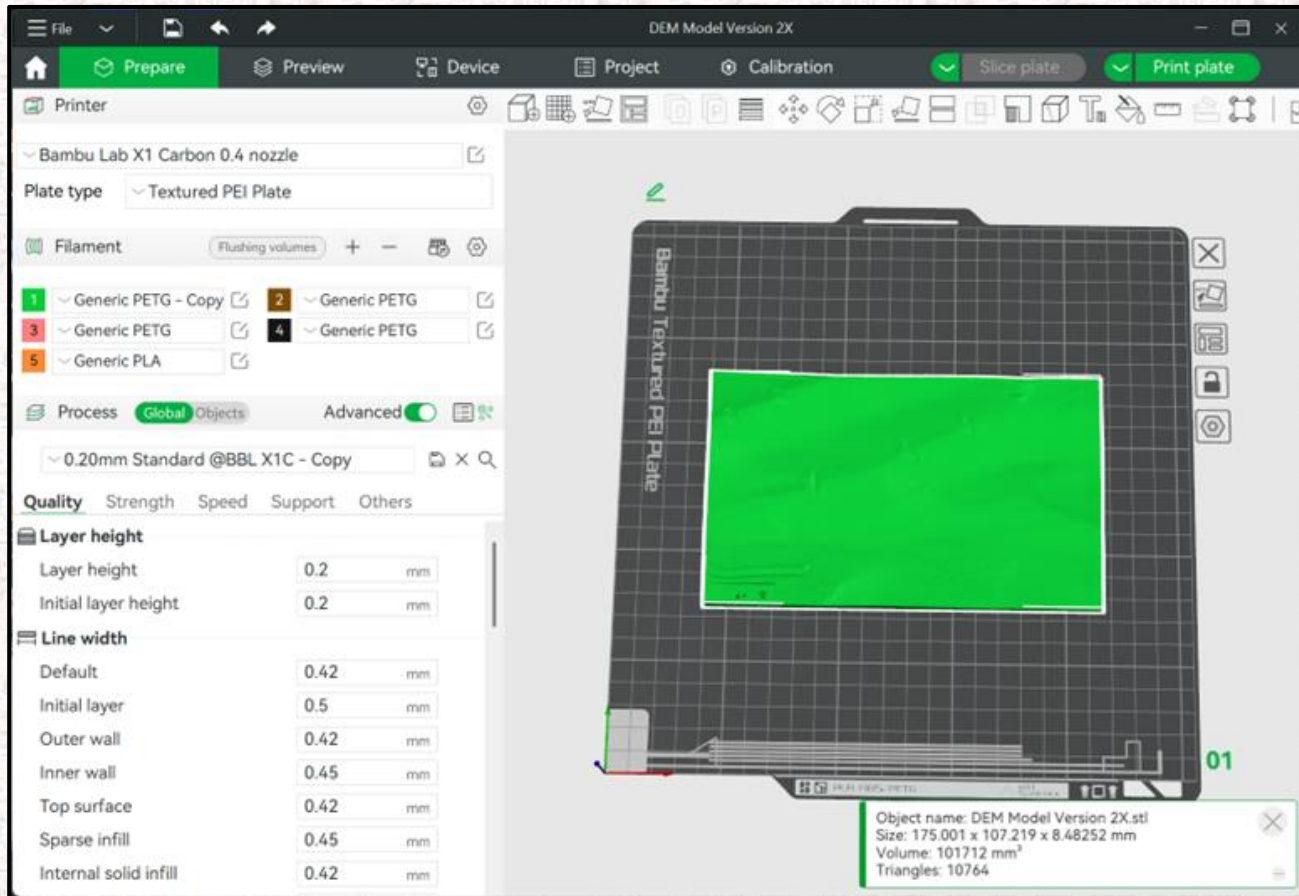 File
DEM Model Version 2X
Prepare
Preview
Device
Project
Calibration
Slice plate
Print plate
Printer
Bambu Lab X1 Carbon 0.4 nozzle
Plate type
Textured PEI Plate
Filament
Flushing volumes
1 Generic PETG - Copy
2 Generic PETG
3 Generic PETG
4 Generic PETG
5 Generic PLA
Process
Global Objects
Advanced
0.20mm Standard @BBL X1C - Copy
Quality Strength Speed Support Others
Layer height
Layer height 0.2 mm
Initial layer height 0.2 mm
Line width
Default 0.42 mm
Initial layer 0.5 mm
Outer wall 0.42 mm
Inner wall 0.45 mm
Top surface 0.42 mm
Sparse infill 0.45 mm
Internal solid infill 0.42 mm
Bambu Textured PEI Plate
01
Object name: DEM Model Version 2X.stl
Size: 175.001 x 107.219 x 8.48252 mm
Volume: 101712 mm³
Triangles: 10764